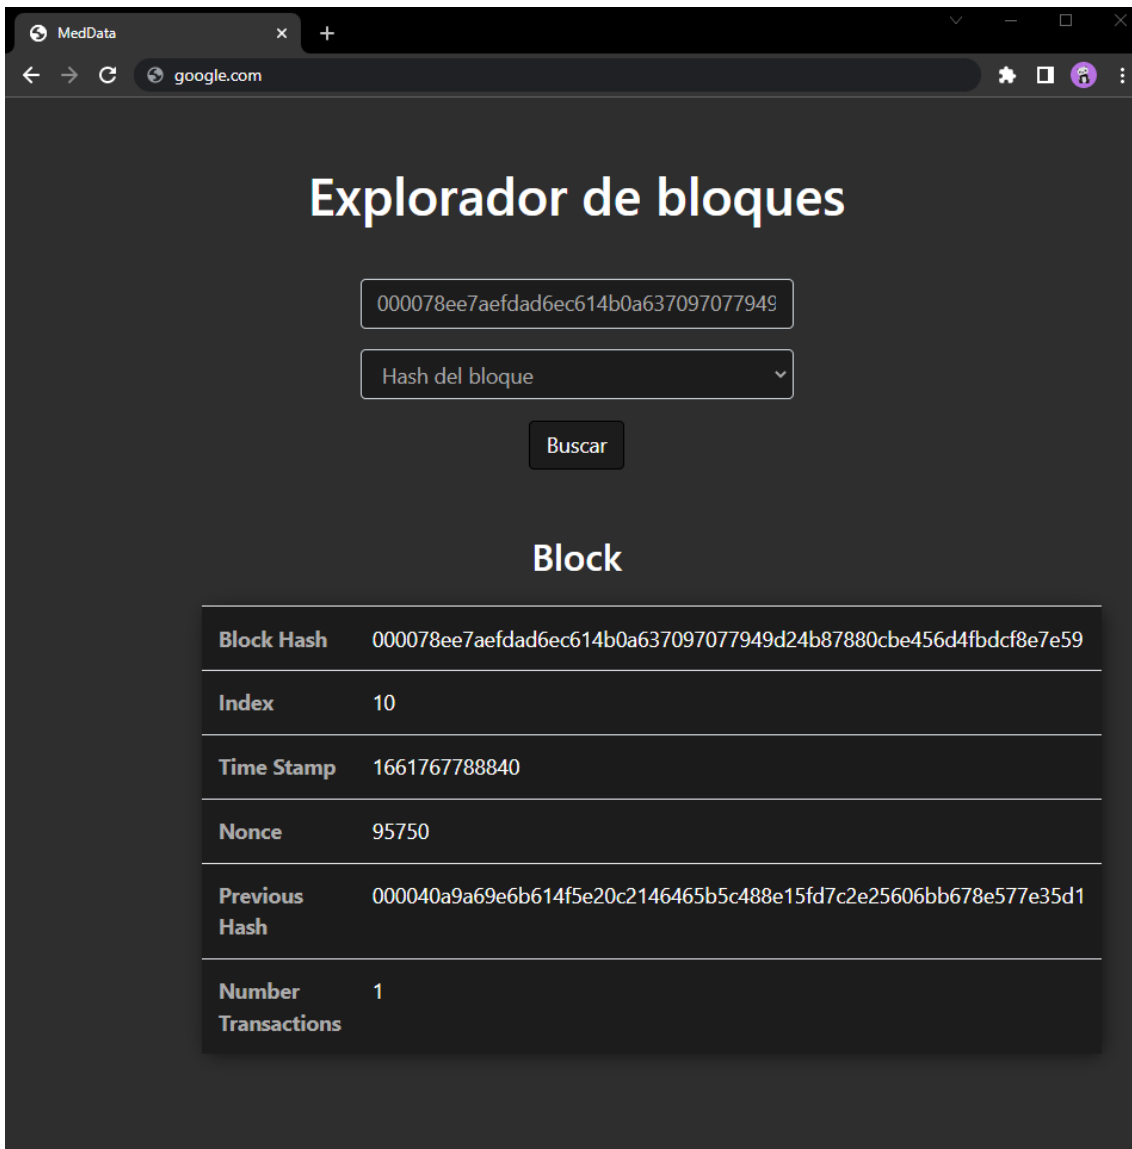 MedData
google.com
Explorador de bloques
000078ee7aefdad6ec614b0a637097077949
Hash del bloque
Buscar
Block
Block Hash 000078ee7aefdad6ec614b0a637097077949d24b87880cbe456d4fbdcf8e7e59
Index 10
Time Stamp 1661767788840
Nonce 95750
Previous 000040a9a69e6b614f5e20c2146465b5c488e15fd7c2e25606bb678e577e35d1
Hash
Number 1
Transactions